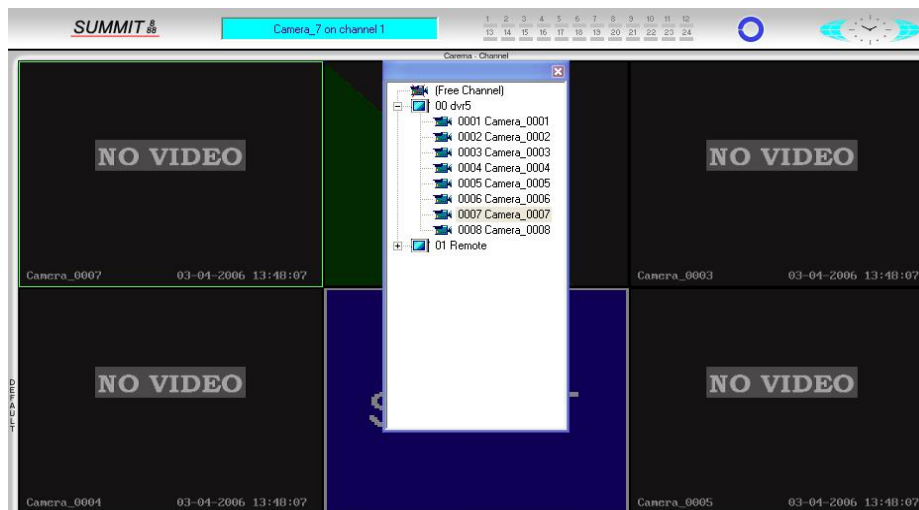 SUMMIT
Camera_7 on channel 1
1 2 3 4 5 6 7 8 9 10 11 12
13 14 15 16 17 18 19 20 21 22 23 24
Carema - Channel
(Free Channel)
00 dvr5
0001 Camera_0001
0002 Camera_0002
0003 Camera_0003
0004 Camera_0004
0005 Camera_0005
0006 Camera_0006
0007 Camera_0007
0008 Camera_0008
01 Remote
NO VIDEO
Camera_0007 03-04-2006 13:48:07
NO VIDEO
Camera_0003 03-04-2006 13:48:07
DEFAULT
NO VIDEO
Camera_0004 03-04-2006 13:48:07
NO VIDEO
Camera_0005 03-04-2006 13:48:07